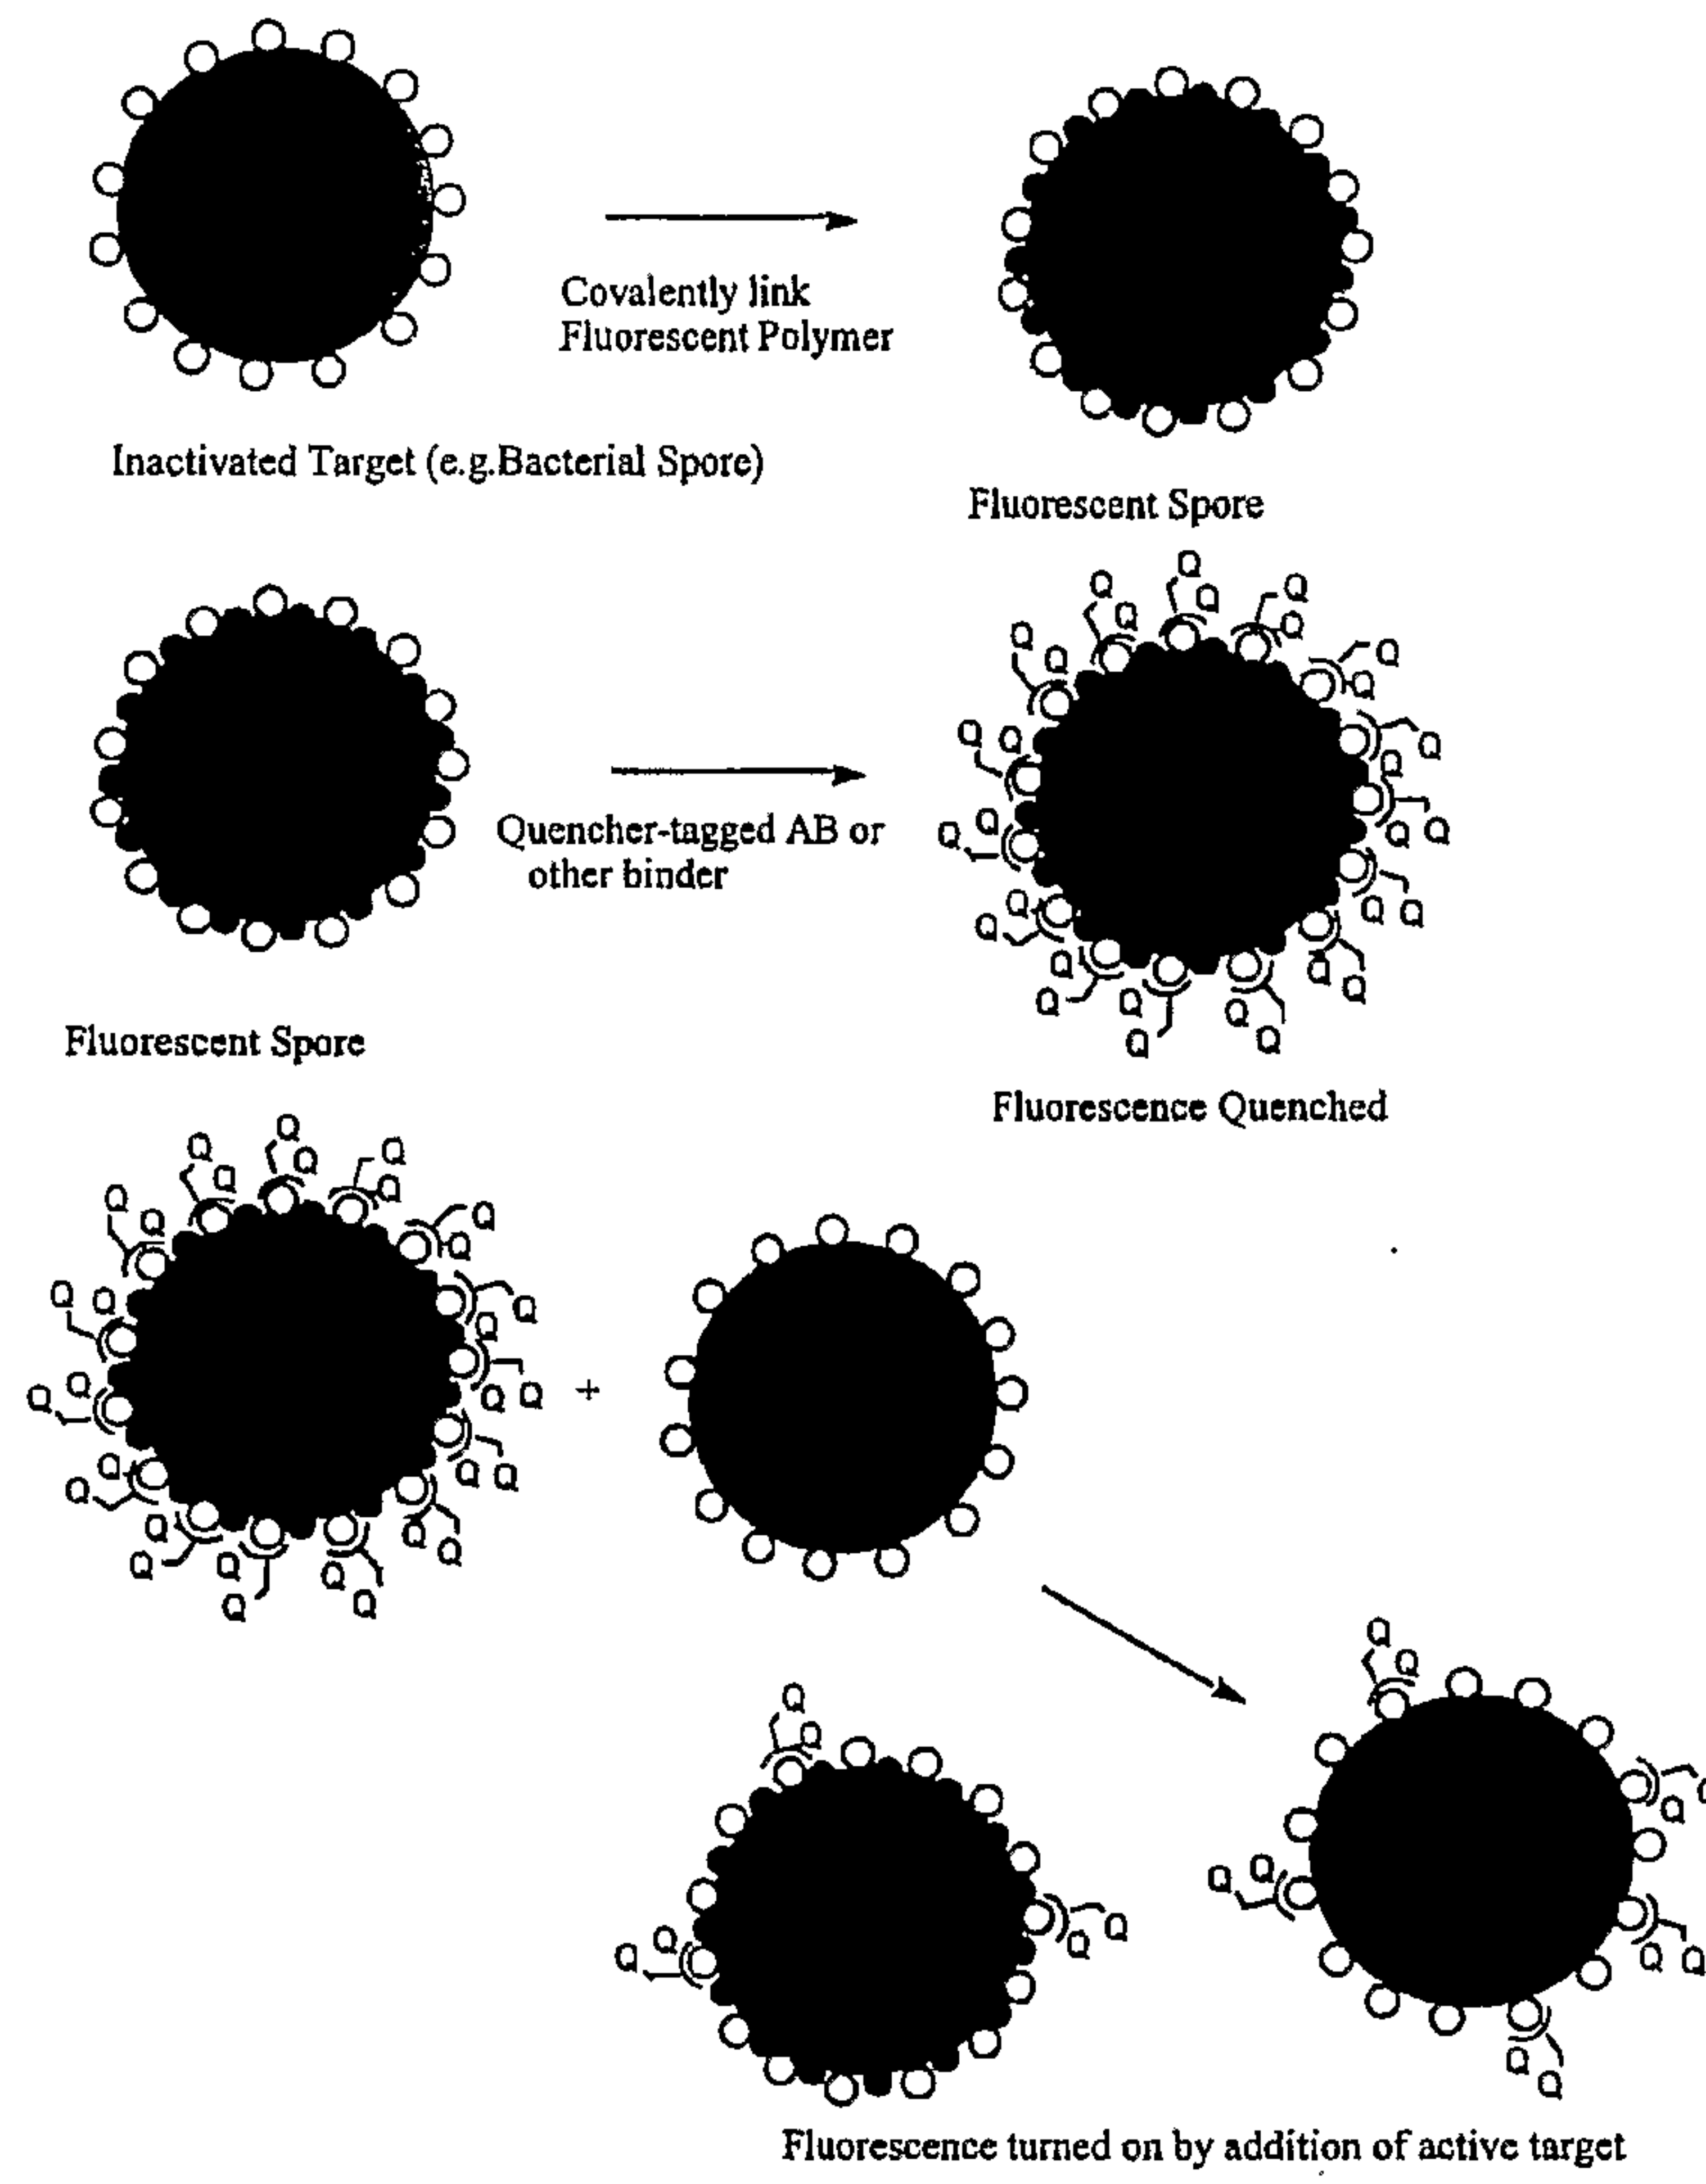 Covalently link
Fluorescent Polymer
Inactivated Target (e.g.Bacterial Spore)
Fluorescent Spore
Q Q Q Q Q Q Q Q Q Q Q Q Q Q Q Q Q Q Q Q Q Q Q Q Q Q Q Q Q Q
Quencher-tagged AB or
other binder
Fluorescent Spore
Fluorescence Quenched
Q Q Q Q Q Q Q Q Q Q Q Q Q Q Q Q Q Q Q Q Q Q Q Q Q Q Q Q Q Q
+
Q Q Q Q Q Q
Q Q Q Q Q Q Q Q Q
Fluorescence turned on by addition of active target